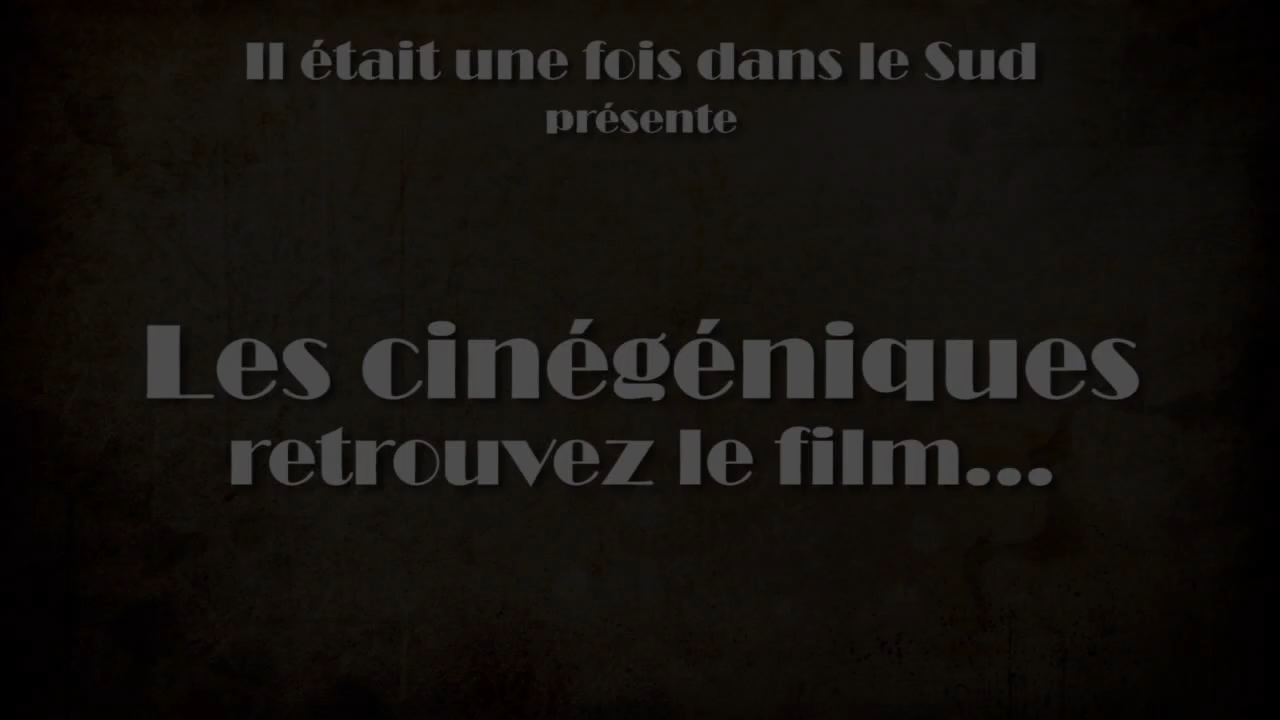 Il était une fois dans le Sud
présente
Les cinégéniques
retrouvez le film...